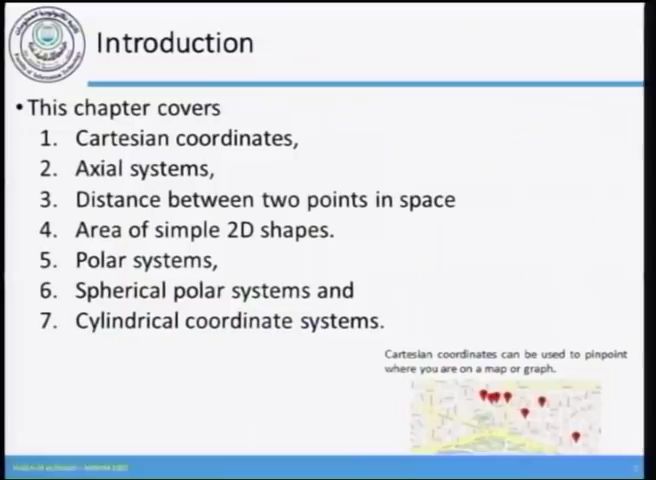 Introduction
• This chapter covers
1. Cartesian coordinates,
2. Axial systems,
3. Distance between two points in space
4. Area of simple 2D shapes.
5. Polar systems,
6. Spherical polar systems and
7. Cylindrical coordinate systems.
Cartesian coordinates can be used to pinpoint
where you are on a map or graph.